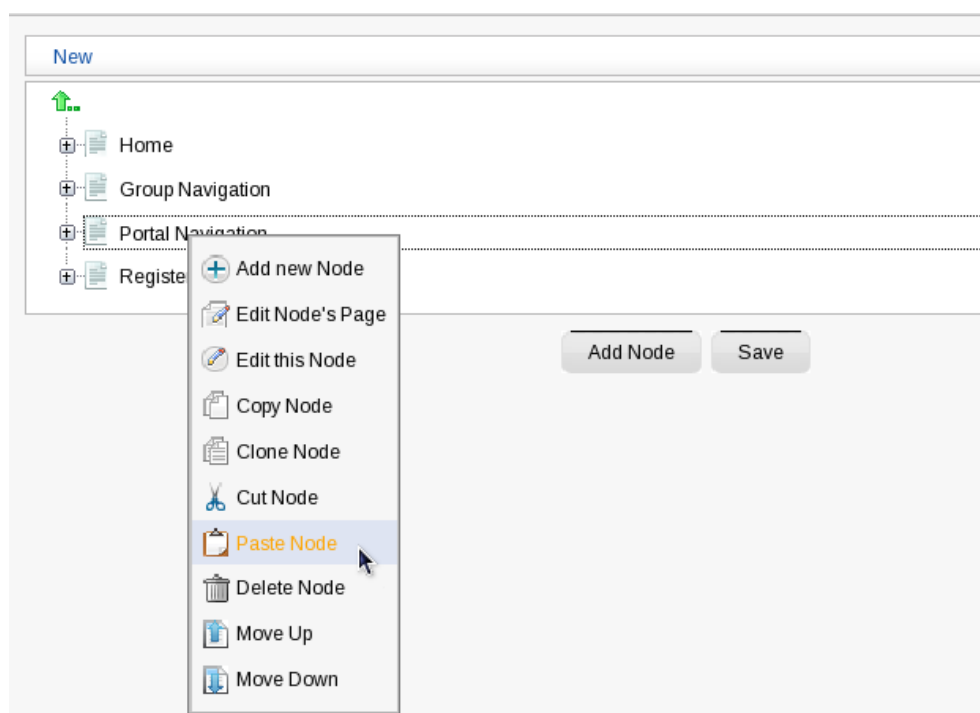 New
Home
Group Navigation
Portal Navigation
Registe
Add new Node
Edit Node's Page
Edit this Node
Copy Node
Clone Node
Cut Node
Paste Node
Delete Node
Move Up
Move Down
Add Node
Save